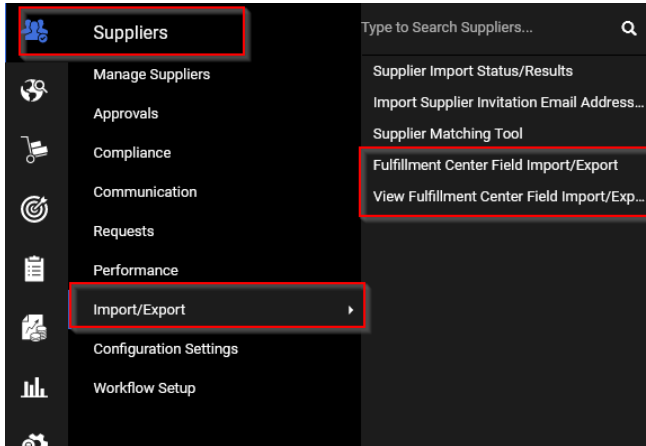 Suppliers
Manage Suppliers
Approvals
Compliance
Communication
Requests
Performance
Import/Export
Configuration Settings
Workflow Setup
Type to Search Suppliers...
Supplier Import Status/Results
Import Supplier Invitation Email Address...
Supplier Matching Tool
Fulfillment Center Field Import/Export
View Fulfillment Center Field Import/Exp...